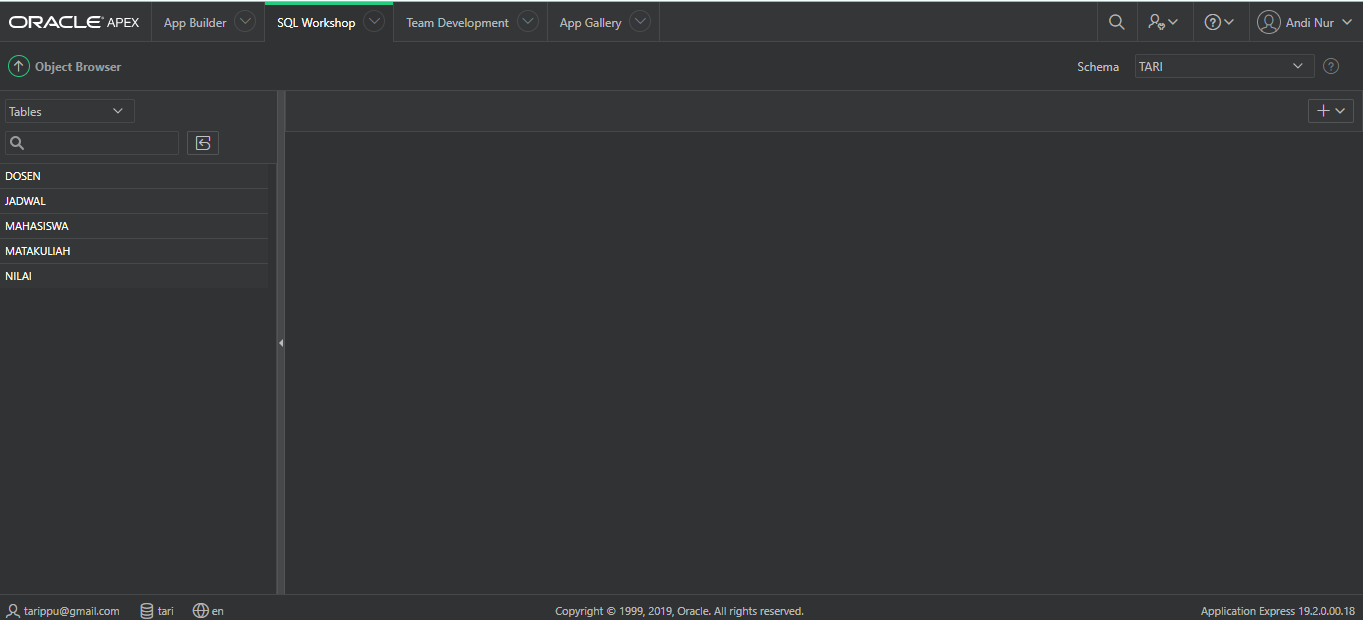 ORACLE APEX App Builder SQL Workshop Team Development App Gallery Andi Nur
Object Browser Schema TARI
Tables
DOSEN
JADWAL
MAHASISWA
MATAKULIAH
NILAI
tarippu@gmail.com tari en Copyright © 1999, 2019, Oracle. All rights reserved. Application Express 19.2.0.00.18